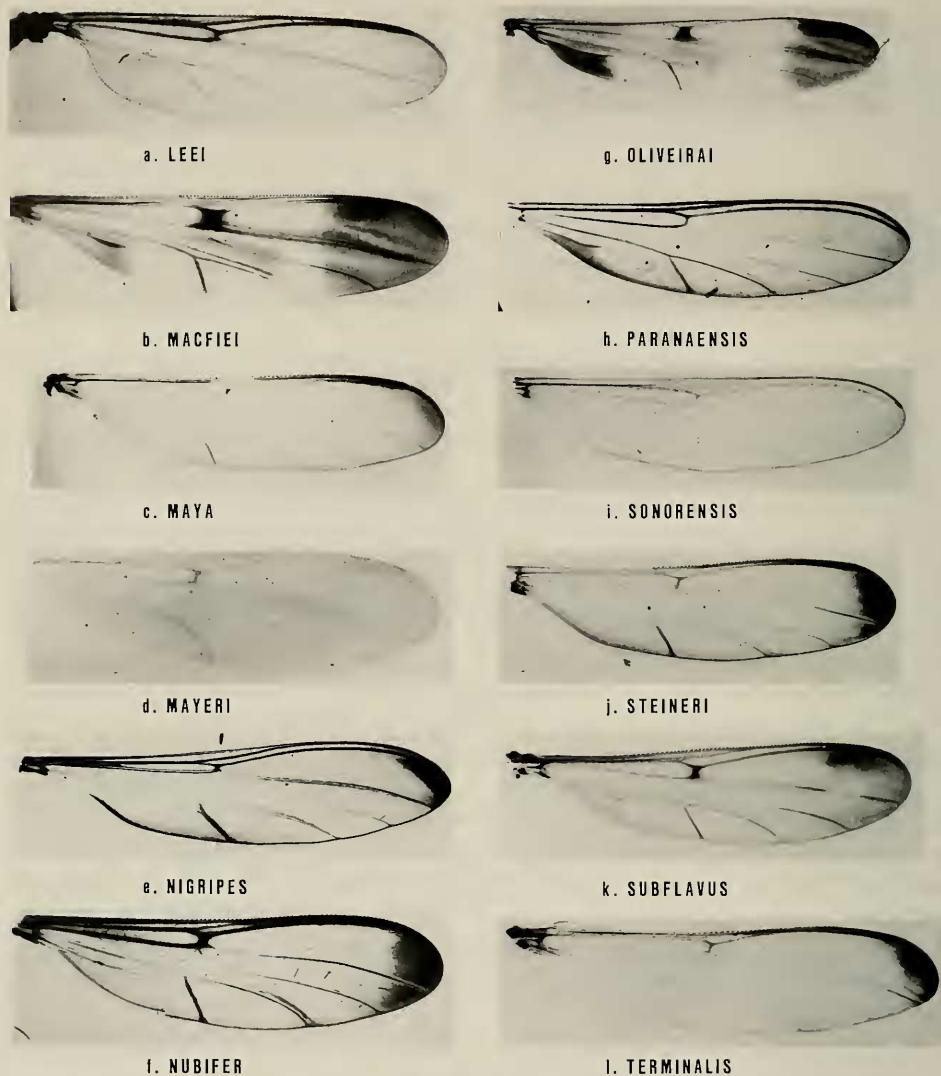 a. LEEI
g. OLIVEIRAI
b. MACFIEI
h. PARANAENSIS
c. MAYA
i. SONORENSIS
d. MAYERI
j. STEINERI
e. NIGRIPES
k. SUBFLAVUS
f. NUBIFER
l. TERMINALIS